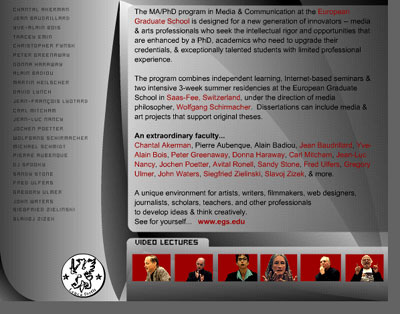 CHANTAL AKERMAN
JEAN BAUDRILLARD
YVE-ALAIN BOIS
TRACEY EMIN
CHRISTOPHER FYNSK
PETER GREENAWAY
DONNA HARAWAY
ALAIN BADIOU
MARTIN HIELSCHER
DAVID LYNCH
JEAN-FRANÇOIS LYOTARD
CARL MITCHAM
JEAN-LUC NANCY
JOCHEN POETTER
WOLFGANG SCHIRMACHER
MICHAEL SCHMIDT
PIERRE AUBENQUE
DJ SPOOKY
SANDY STONE
FRED ULFERS
GREGORY ULMER
JOHN WATERS
SIEGFRIED ZIELINSKI
SLAVOJ ZIZEK
The MA/PhD program in Media & Communication at the European
Graduate School is designed for a new generation of innovators -- media
& arts professionals who seek the intellectual rigor and opportunities that
are enhanced by a PhD, academics who need to upgrade their
credentials, & exceptionally talented students with limited professional
experience.
The program combines independent learning, Internet-based seminars &
two intensive 3-week summer residencies at the European Graduate
School in Saas-Fee, Switzerland, under the direction of media
philosopher, Wolfgang Schirmacher. Dissertations can include media &
art projects that support original theses.
An extraordinary faculty...
Chantal Akerman, Pierre Aubenque, Alain Badiou, Jean Baudrillard, Yve-
Alain Bois, Peter Greenaway, Donna Haraway, Carl Mitcham, Jean-Luc
Nancy, Jochen Poetter, Avital Ronell, Sandy Stone, Fred Ulfers, Gregory
Ulmer, John Waters, Siegfried Zielinski, Slavoj Zizek, & more.
A unique environment for artists, writers, filmmakers, web designers,
journalists, scholars, teachers, and other professionals
to develop ideas & think creatively.
See for yourself... www.egs.edu
VIDEO LECTURES